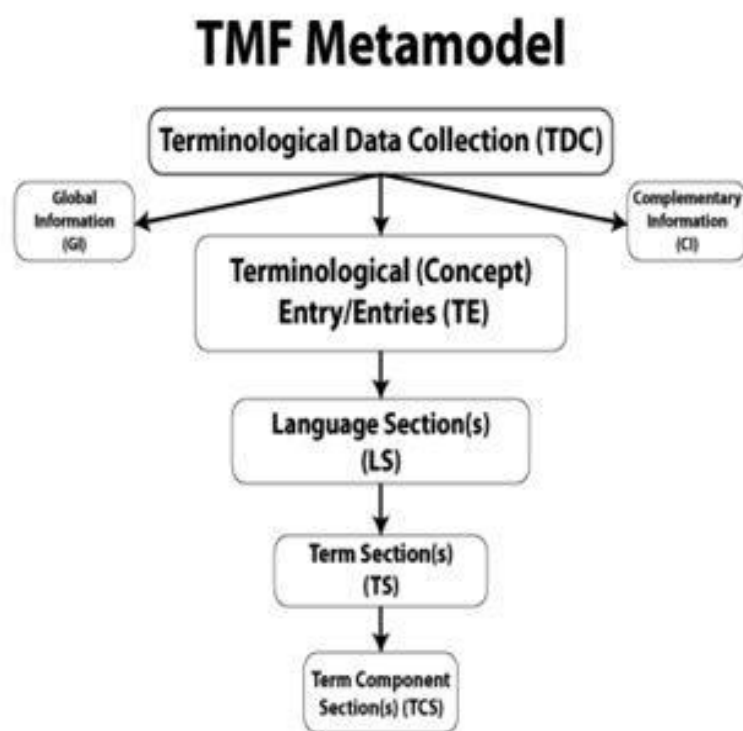 TMF Metamodel
Terminological Data Collection (TDC)
Global
Information
(GI)
Complementary
Information
(CI)
Terminological (Concept)
Entry/Entries (TE)
Language Section(s)
(LS)
Term Section(s)
(TS)
Term Component
Section(s) (TCS)